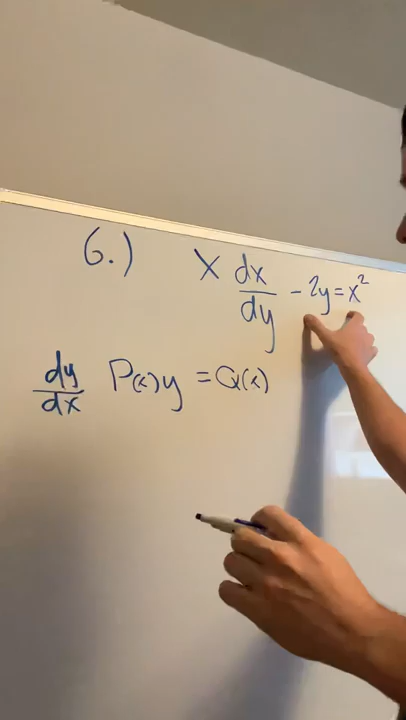 6.) x dx/dy - 2y = x²
dy/dx P(x)y = Q(x)